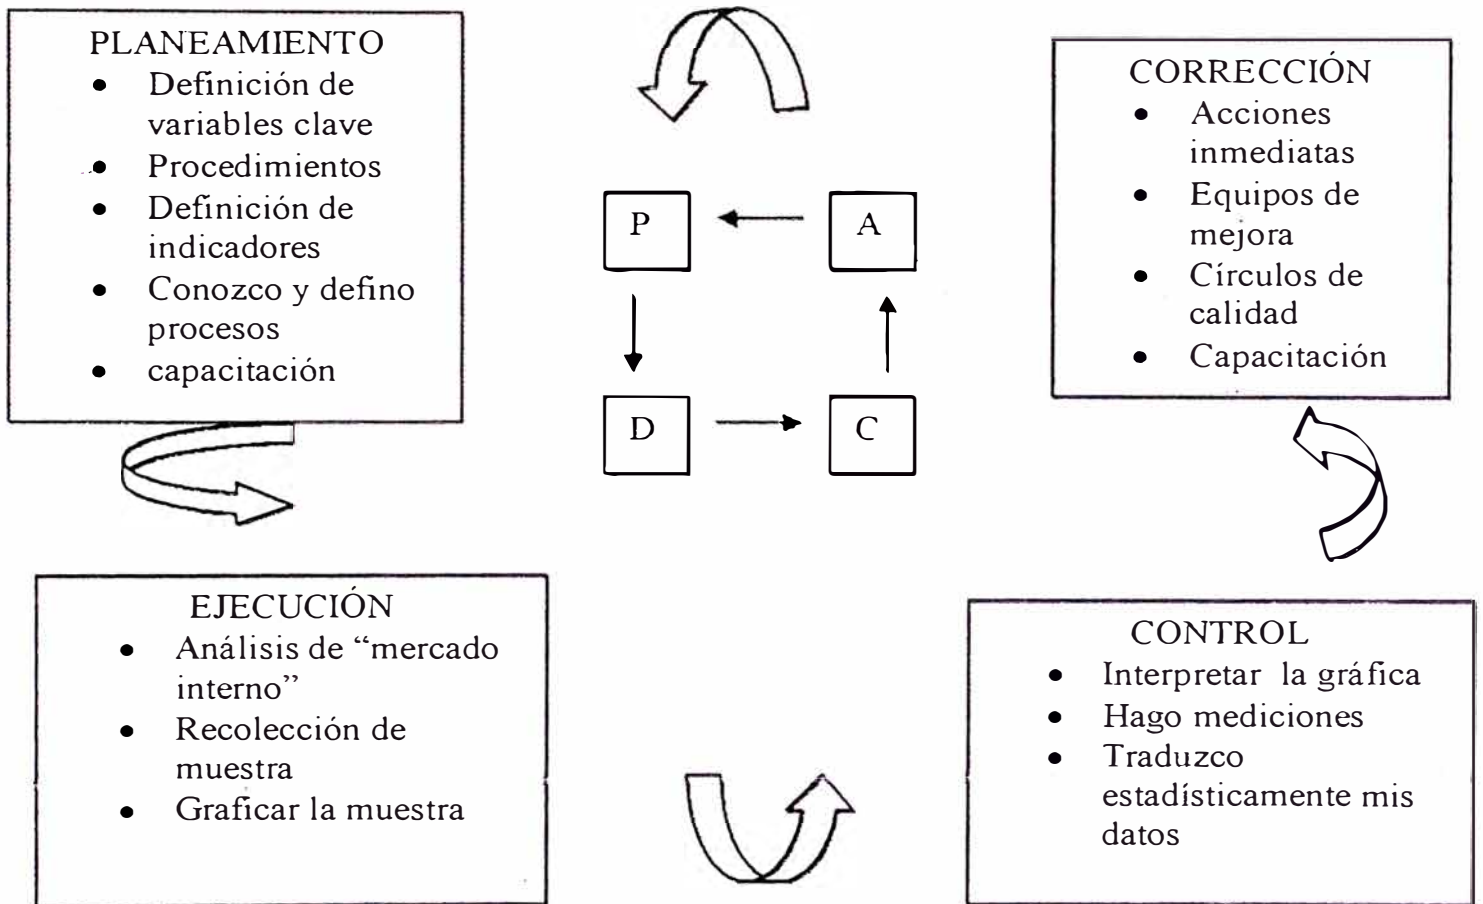 PLANEAMIENTO
• Definición de
variables clave
• Procedimientos
• Definición de
indicadores
• Conozco y defino
procesos
• capacitación
P
A
D
C
CORRECCIÓN
• Acciones
inmediatas
• Equipos de
mejora
• Círculos de
calidad
• Capacitación
EJECUCIÓN
• Análisis de “mercado
interno”
• Recolección de
muestra
• Graficar la muestra
CONTROL
• Interpretar la gráfica
• Hago mediciones
• Traduzco
estadísticamente mis
datos